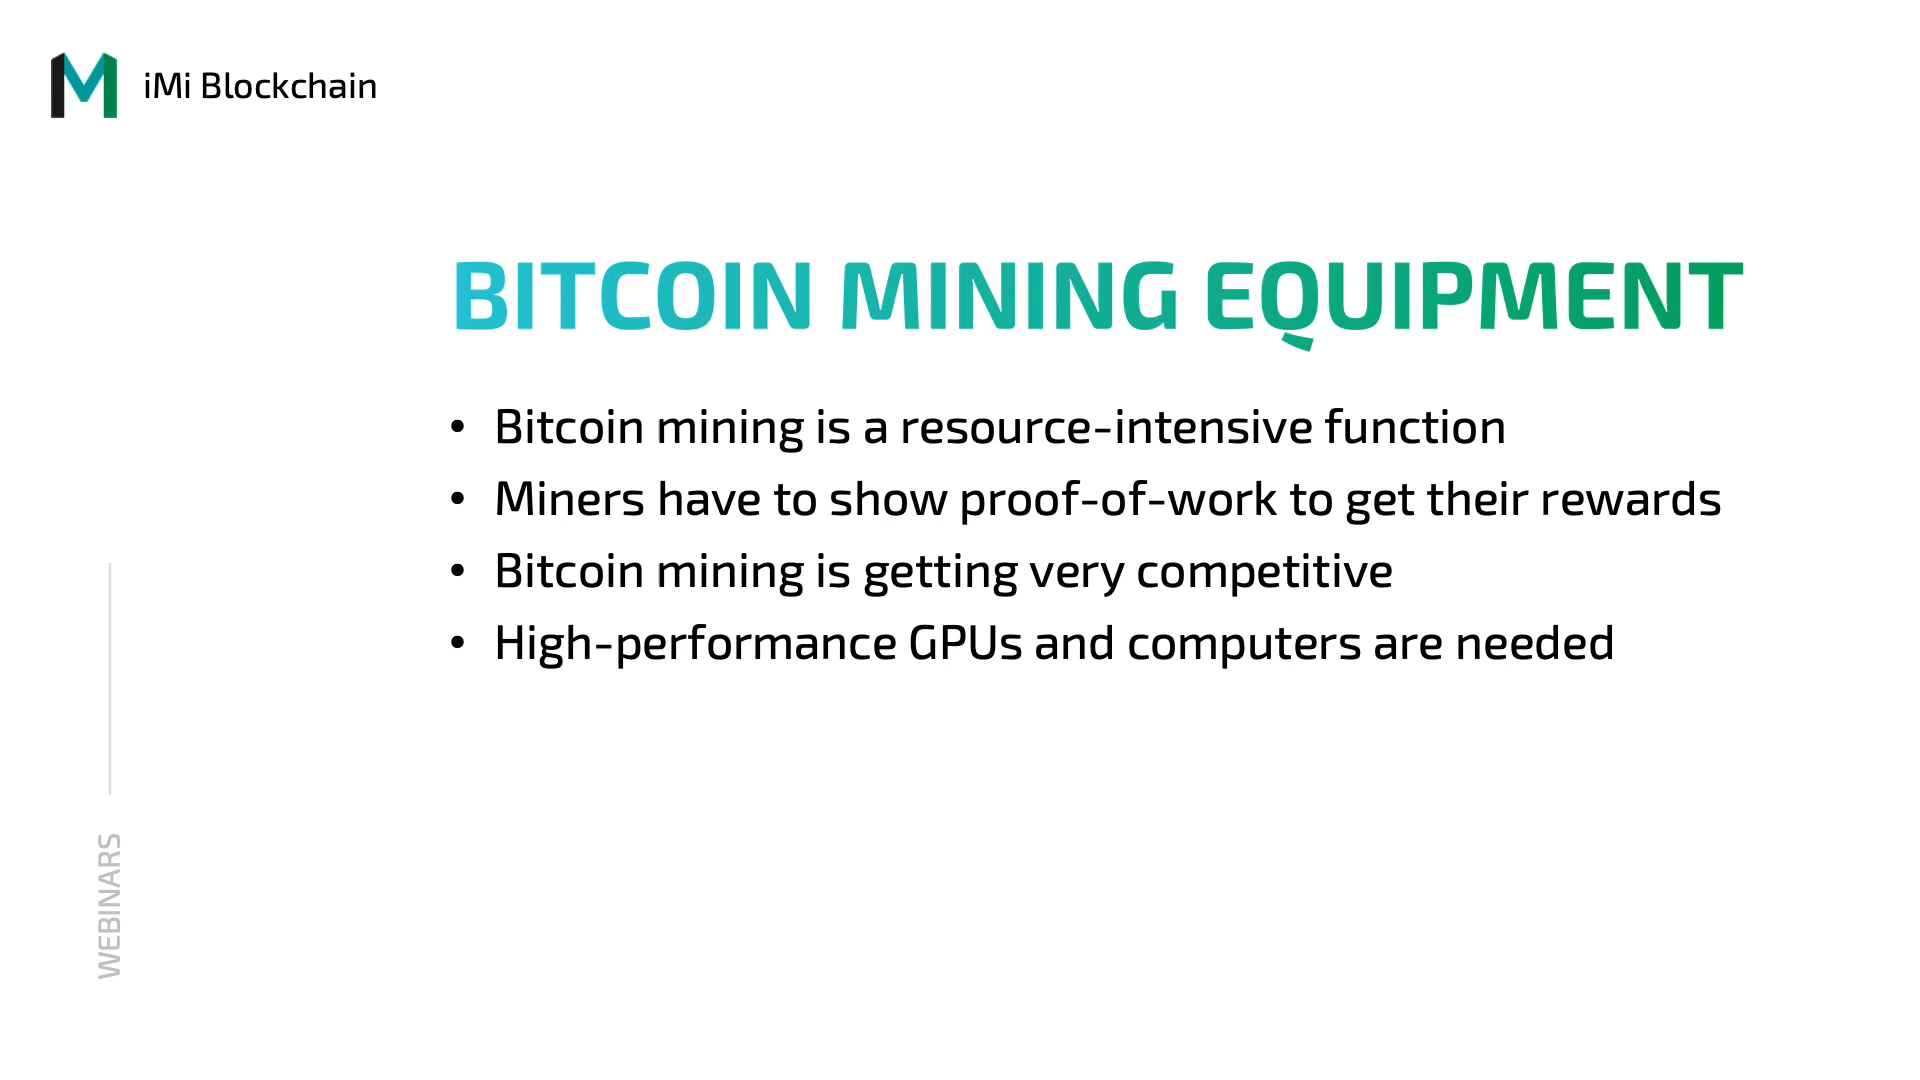 iMi Blockchain
BITCOIN MINING EQUIPMENT
• Bitcoin mining is a resource-intensive function
• Miners have to show proof-of-work to get their rewards
• Bitcoin mining is getting very competitive
• High-performance GPUs and computers are needed
WEBINARS